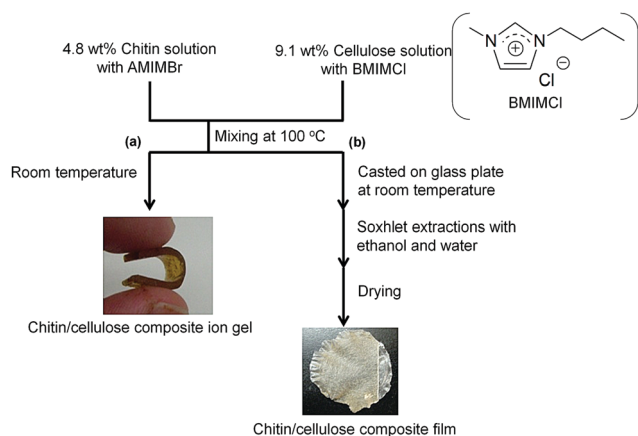 4.8 wt% Chitin solution
with AMIMBr
9.1 wt% Cellulose solution
with BMIMCl
N
N
+
Cl −
BMIMCl
(a)
Mixing at 100 °C
(b)
Room temperature
Casted on glass plate
at room temperature
Soxhlet extractions with
ethanol and water
Drying
Chitin/cellulose composite ion gel
Chitin/cellulose composite film